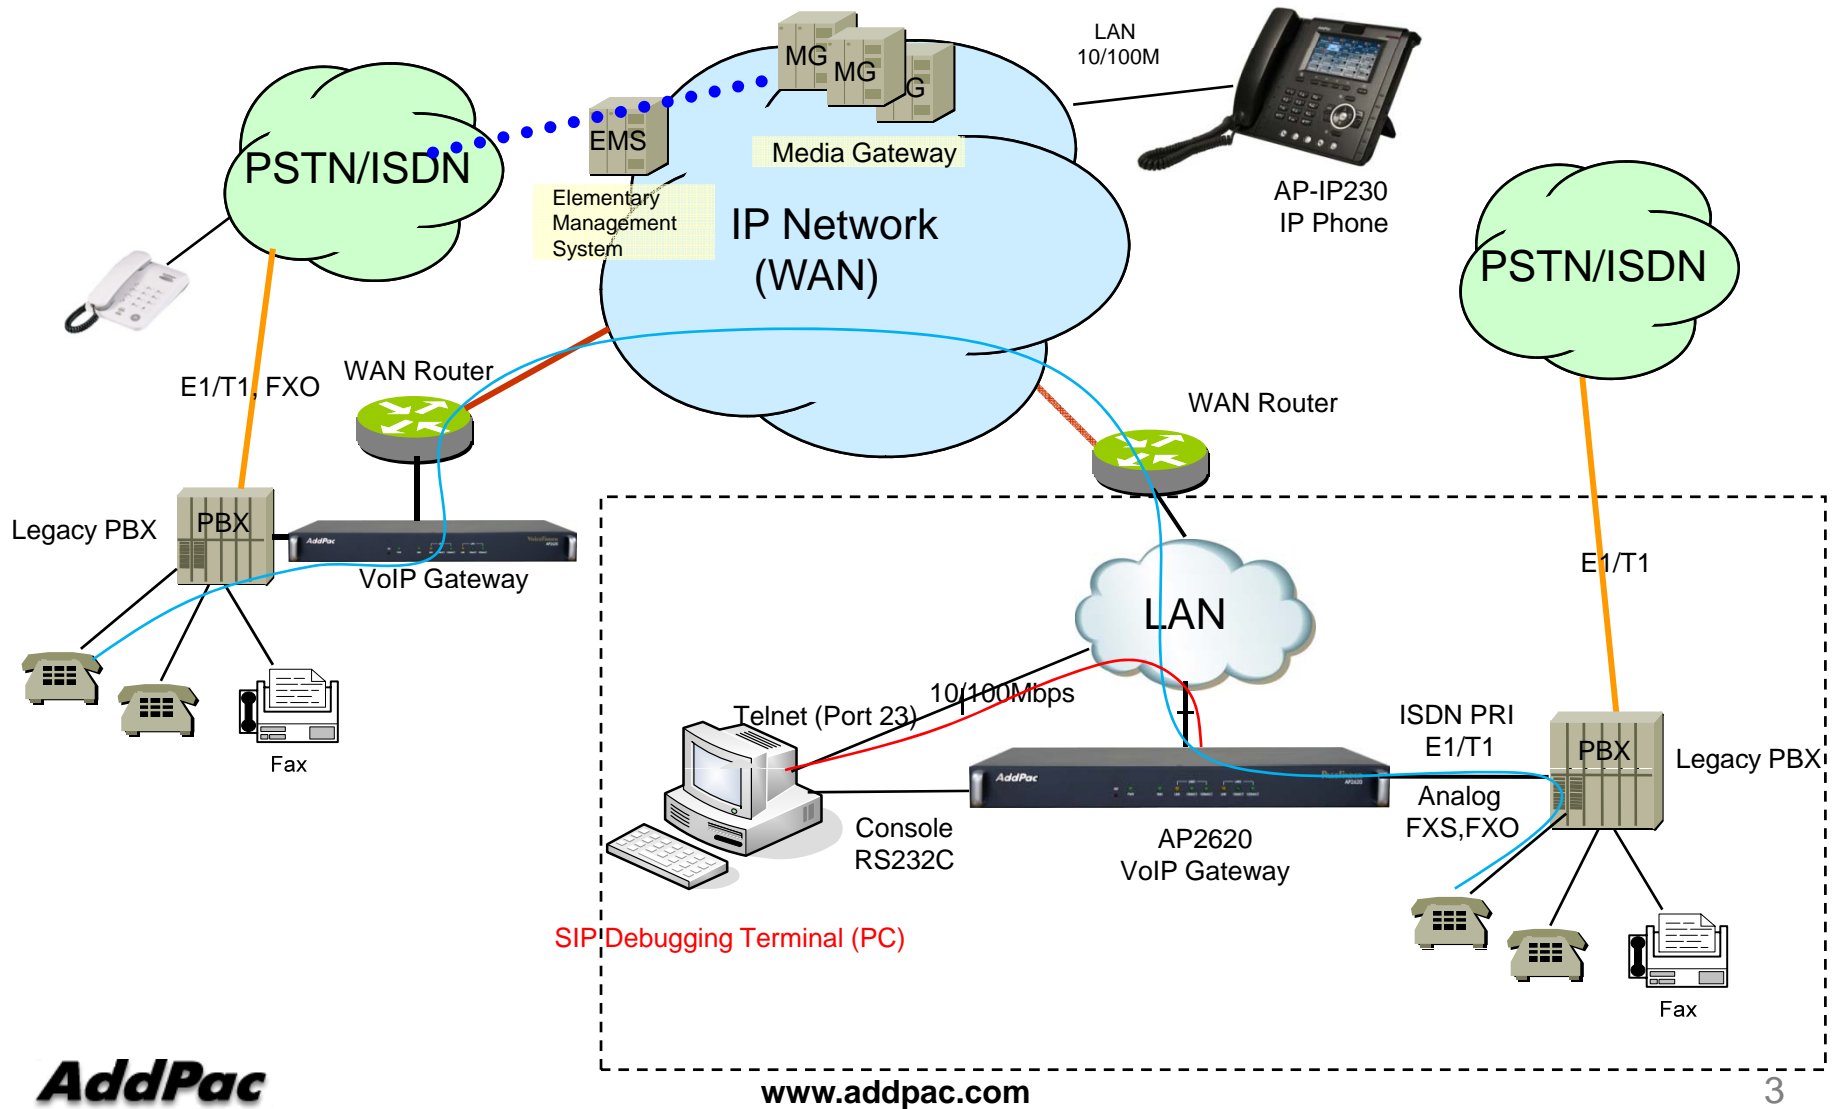 LAN
10/100M
MG
MG
G
EMS
Media Gateway
Elementary
Management
System
PSTN/ISDN
IP Network
(WAN)
AP-IP230
IP Phone
PSTN/ISDN
E1/T1, FXO
WAN Router
WAN Router
Legacy PBX
PBX
AddPac
VoIP Gateway
E1/T1
LAN
10/100Mbps
Telnet (Port 23)
Fax
ISDN PRI
E1/T1
PBX
Legacy PBX
AddPac
AP2620
Console
RS232C
AP2620
VoIP Gateway
Analog
FXS,FXO
SIP Debugging Terminal (PC)
Fax
AddPac
www.addpac.com
3